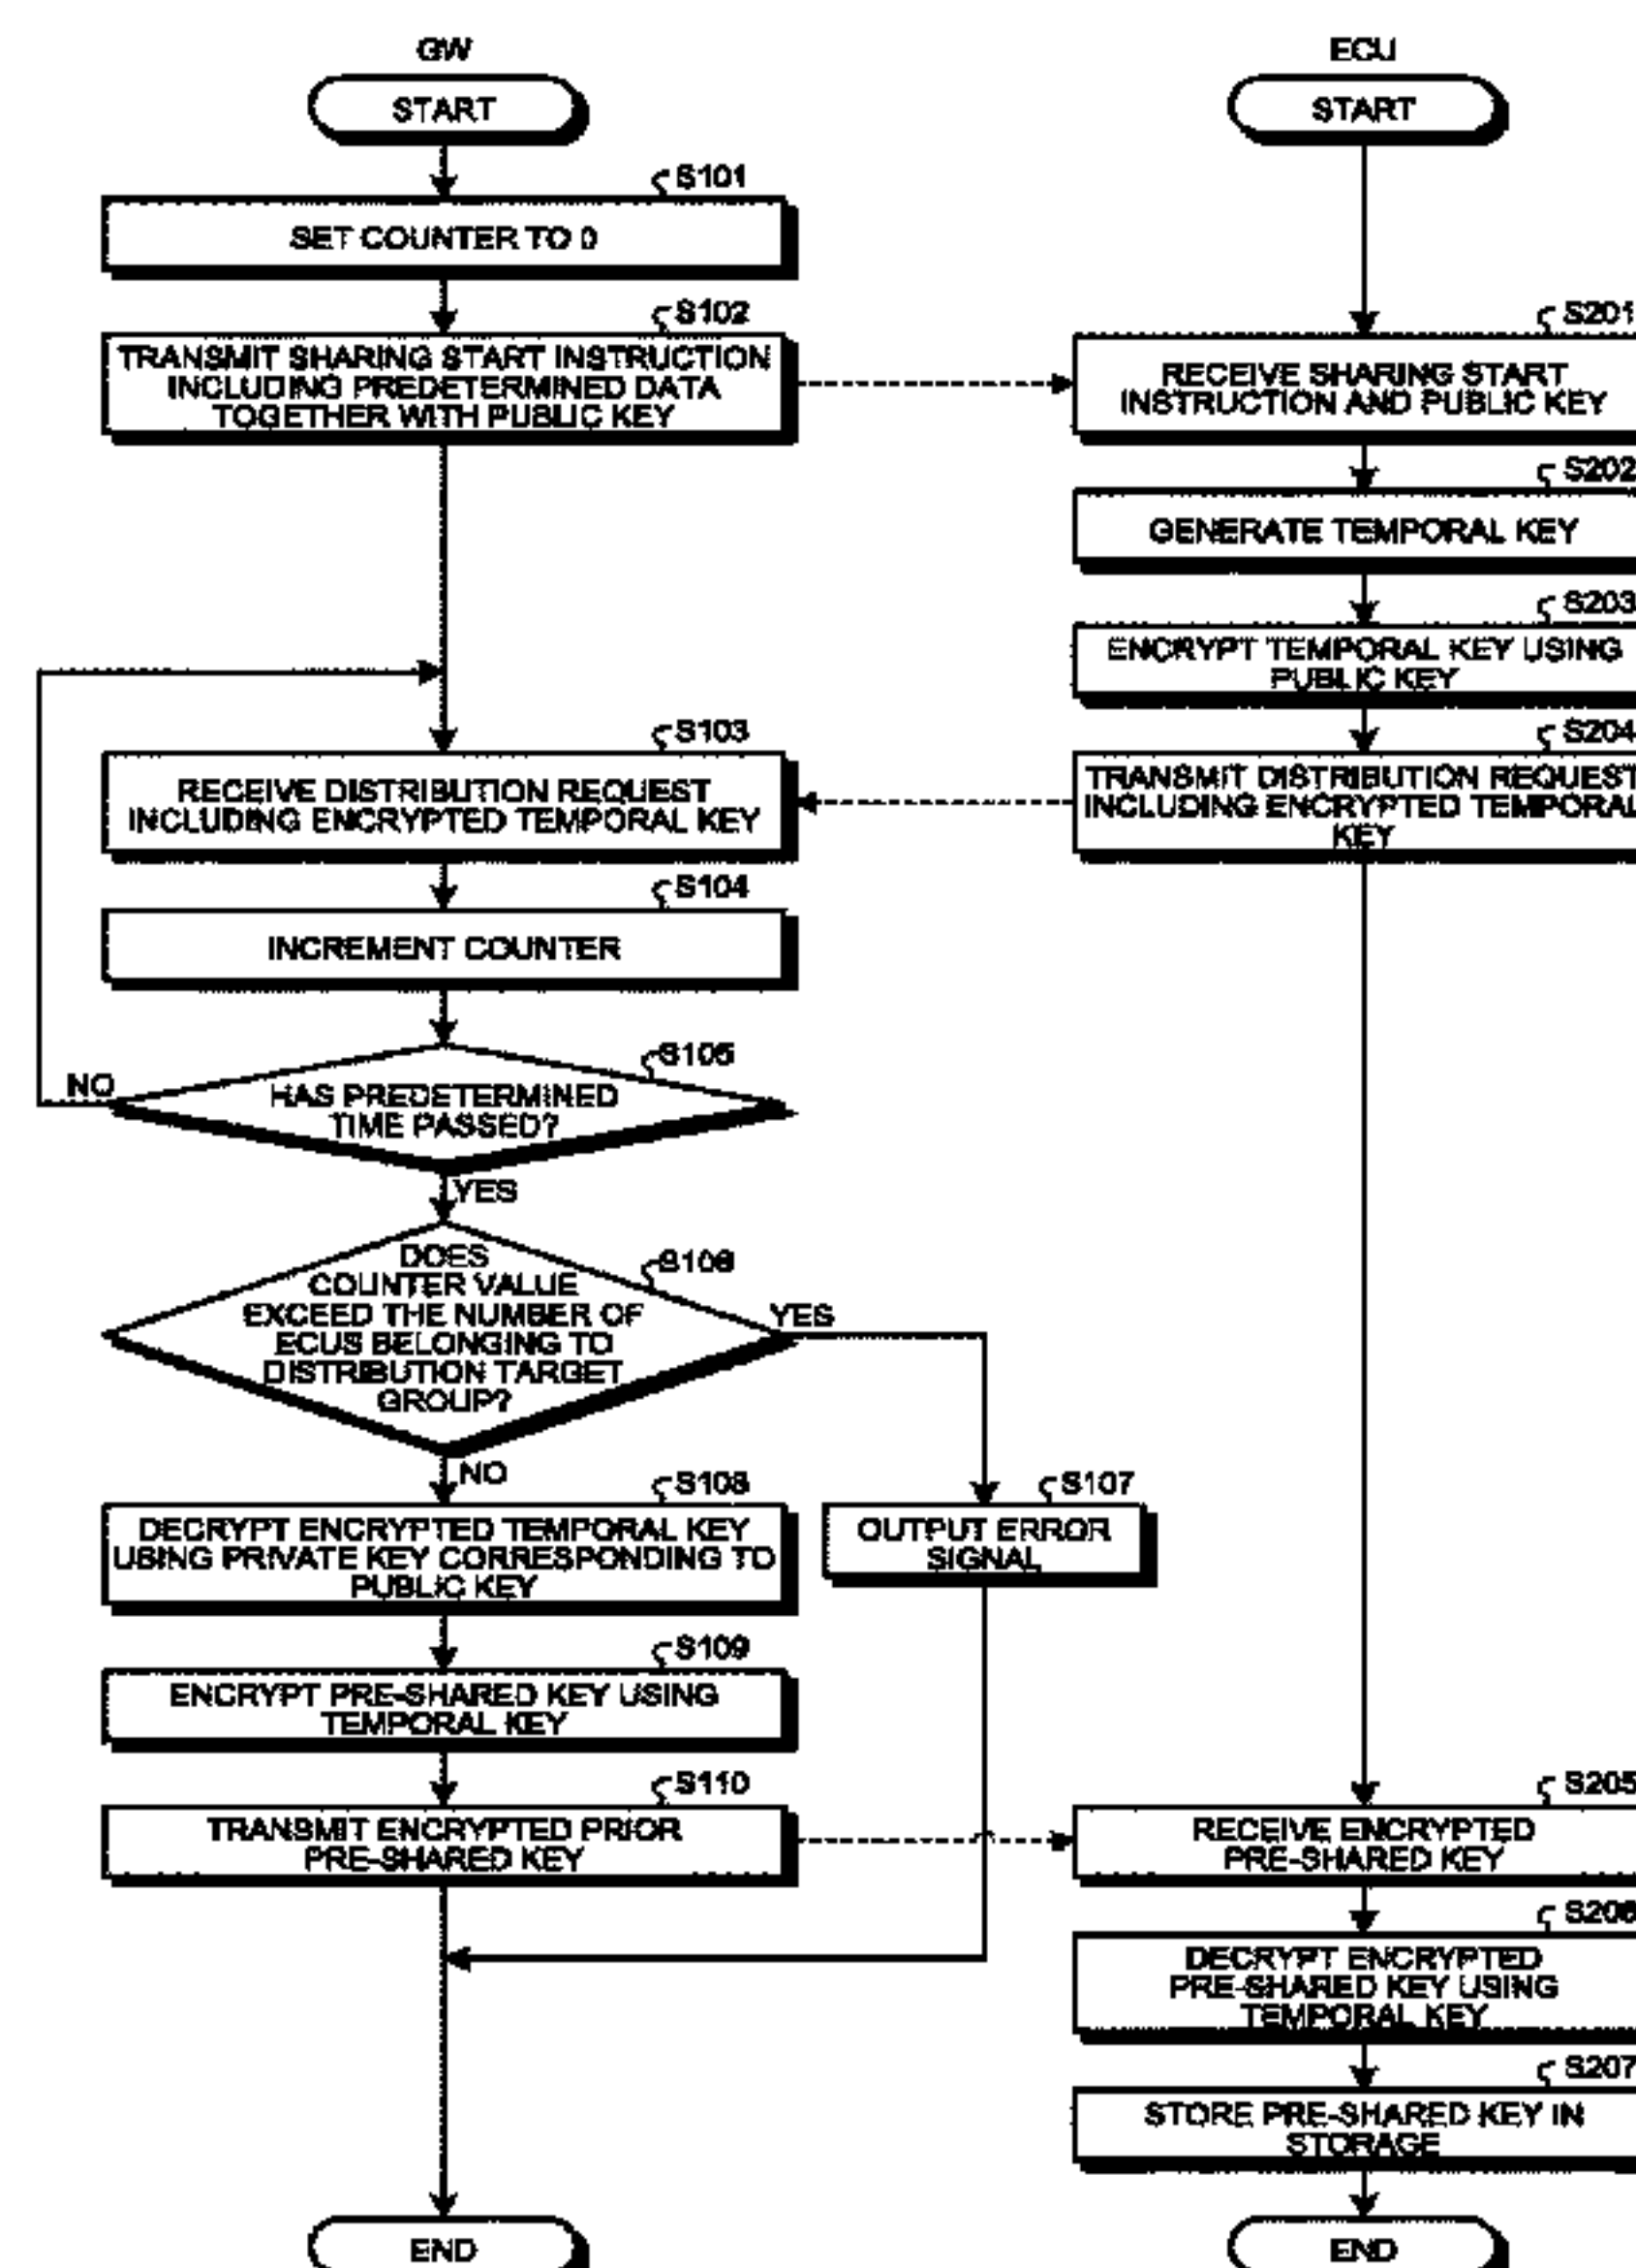 GW
START
S101
SET COUNTER TO 0
S102
TRANSMIT SHARING START INSTRUCTION
INCLUDING PREDETERMINED DATA
TOGETHER WITH PUBLIC KEY
S103
RECEIVE DISTRIBUTION REQUEST
INCLUDING ENCRYPTED TEMPORAL KEY
S104
INCREMENT COUNTER
S105
HAS PREDETERMINED
TIME PASSED?
NO
YES
S106
DOES
COUNTER VALUE
EXCEED THE NUMBER OF
ECUS BELONGING TO
DISTRIBUTION TARGET
GROUP?
YES
NO
S107
OUTPUT ERROR
SIGNAL
S108
DECRYPT ENCRYPTED TEMPORAL KEY
USING PRIVATE KEY CORRESPONDING TO
PUBLIC KEY
S109
ENCRYPT PRE-SHARED KEY USING
TEMPORAL KEY
S110
TRANSMIT ENCRYPTED PRIOR
PRE-SHARED KEY
END
ECU
START
S201
RECEIVE SHARING START
INSTRUCTION AND PUBLIC KEY
S202
GENERATE TEMPORAL KEY
S203
ENCRYPT TEMPORAL KEY USING
PUBLIC KEY
S204
TRANSMIT DISTRIBUTION REQUEST
INCLUDING ENCRYPTED TEMPORAL
KEY
S205
RECEIVE ENCRYPTED
PRE-SHARED KEY
S206
DECRYPT ENCRYPTED
PRE-SHARED KEY USING
TEMPORAL KEY
S207
STORE PRE-SHARED KEY IN
STORAGE
END